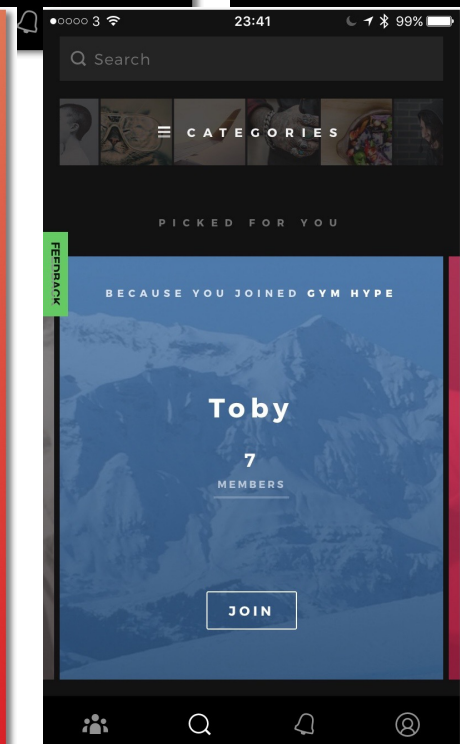 3 23:41 99%
Search
CATEGORIES
PICKED FOR YOU
FEEDBACK
BECAUSE YOU JOINED GYM HYPE
Toby
7
MEMBERS
JOIN